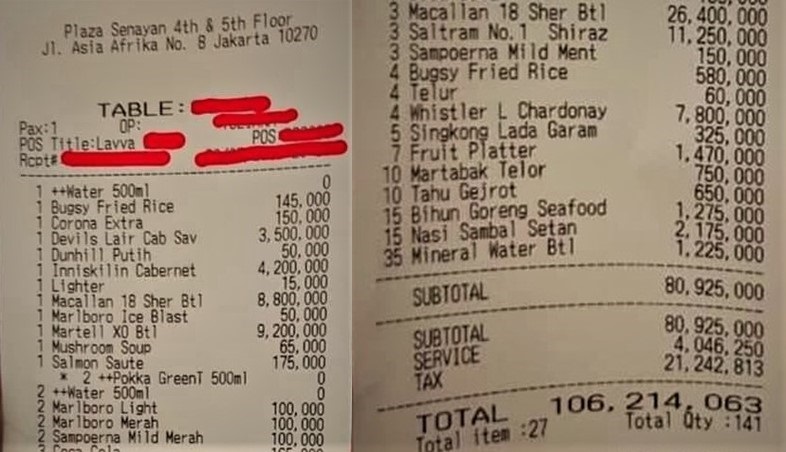 Plaza Senayan 4th & 5th Floor
Jl. Asia Afrika No. 8 Jakarta 10270
TABLE:
Pax:1 OP:
POS Title:Lavva POS
Rcpt#
1 ++Water 500ml 0
1 Bugsy Fried Rice 145,000
1 Corona Extra 150,000
1 Devils Lair Cab Sav 3,500,000
1 Dunhill Putih 50,000
1 Inniskilin Cabernet 4,200,000
1 Lighter 15,000
1 Macallan 18 Sher Btl 8,800,000
1 Marlboro Ice Blast 50,000
1 Martell XO Btl 9,200,000
1 Mushroom Soup 65,000
1 Salmon Saute 175,000
* 2 ++Pokka GreenT 500ml 0
2 ++Water 500ml 0
2 Marlboro Light 100,000
2 Marlboro Merah 100,000
2 Sampoerna Mild Merah 100,000
3 Macallan 18 Sher Btl 26,400,000
3 Saltram No.1 Shiraz 11,250,000
3 Sampoerna Mild Ment 150,000
4 Bugsy Fried Rice 580,000
4 Telur 60,000
4 Whistler L Chardonay 7,800,000
5 Singkong Lada Garam 325,000
7 Fruit Platter 1,470,000
10 Martabak Telor 750,000
10 Tahu Gejrot 650,000
15 Bihun Goreng Seafood 1,275,000
15 Nasi Sambal Setan 2,175,000
35 Mineral Water Btl 1,225,000
SUBTOTAL 80,925,000
SUBTOTAL 80,925,000
SERVICE 4,046,250
TAX 21,242,813
TOTAL 106,214,063
Total item :27 Total Qty :141